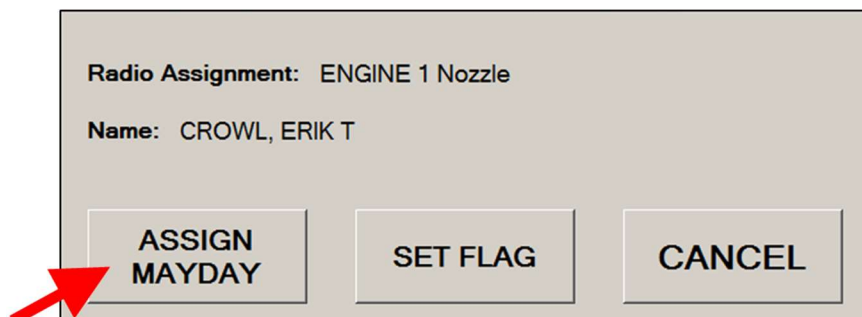 Radio Assignment: ENGINE 1 Nozzle
Name: CROWL, ERIK T
ASSIGN
MAYDAY
SET FLAG
CANCEL